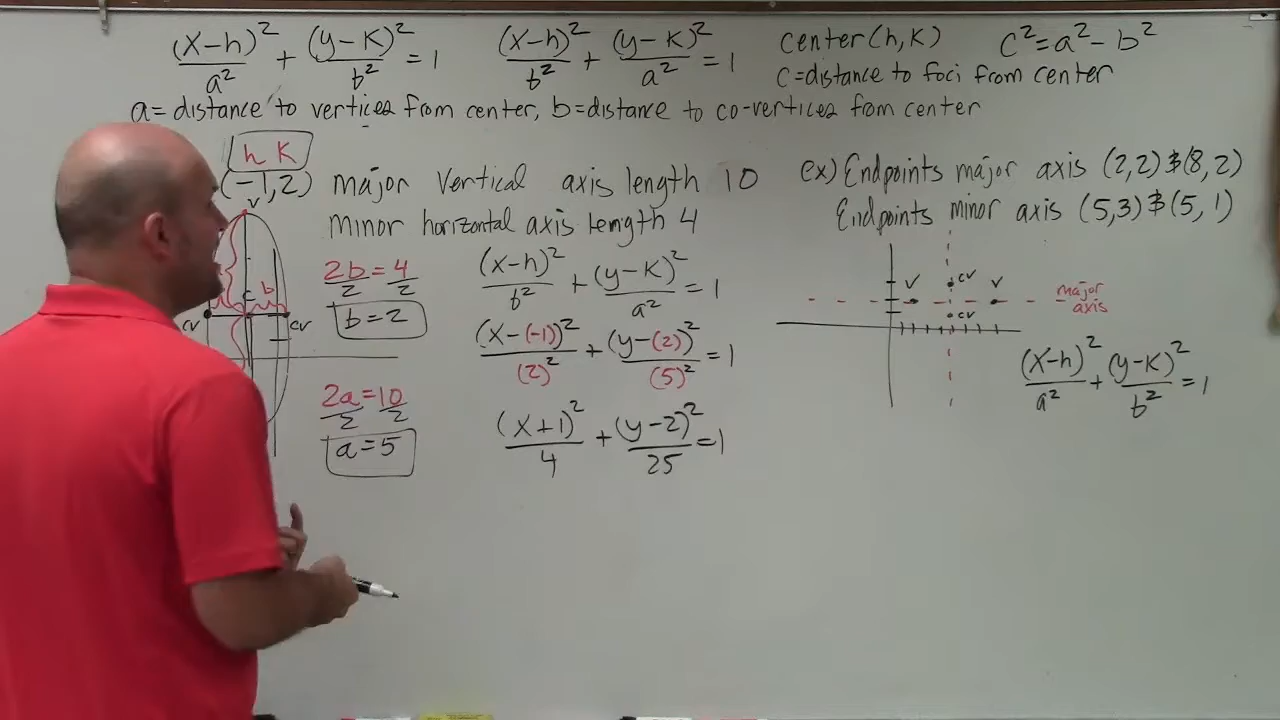 (x-h)²/a² + (y-k)²/b² = 1   (x-h)²/b² + (y-k)²/a² = 1   center (h,k)   c²=a²-b²
c=distance to foci from center
a= distance to vertices from center, b=distance to co-vertices from center
h k
(-1,2) major vertical axis length 10
minor horizontal axis length 4
v
c
b
cv
cv
2b/2 = 4/2
b=2
2a/2 = 10/2
a=5
(x-h)²/b² + (y-k)²/a² = 1
(x-(-1))²/(2)² + (y-(2))²/(5)² = 1
(x+1)²/4 + (y-2)²/25 = 1
ex) Endpoints major axis (2,2) & (8,2)
Endpoints minor axis (5,3) & (5,1)
v
cv
v
cv
major
axis
(x-h)²/a² + (y-k)²/b² = 1